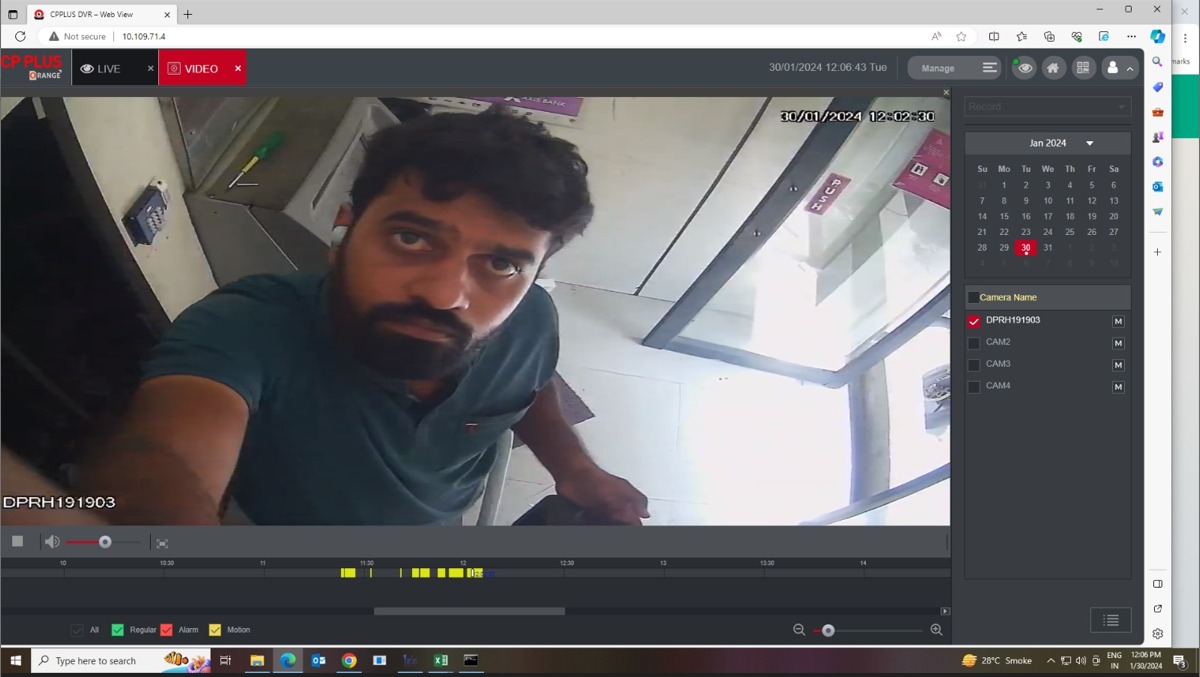 CPPLUS DVR – Web View
Not secure
10.109.71.4
CP PLUS
ORANGE
LIVE
VIDEO
30/01/2024 12:06:43 Tue
Manage
marks
AXIS BANK
30/01/2024 12:02:30
PUSH
DPRH191903
Record
Jan 2024
Su Mo Tu We Th Fr Sa
31 1 2 3 4 5 6
7 8 9 10 11 12 13
14 15 16 17 18 19 20
21 22 23 24 25 26 27
28 29 30 31 1 2 3
4 5 6 7 8 9 10
Camera Name
DPRH191903 M
CAM2 M
CAM3 M
CAM4 M
10 10:30 11 11:30 12 12:30 13 13:30 14
All Regular Alarm Motion
Type here to search
28°C Smoke
ENG
IN
12:06 PM
1/30/2024
3